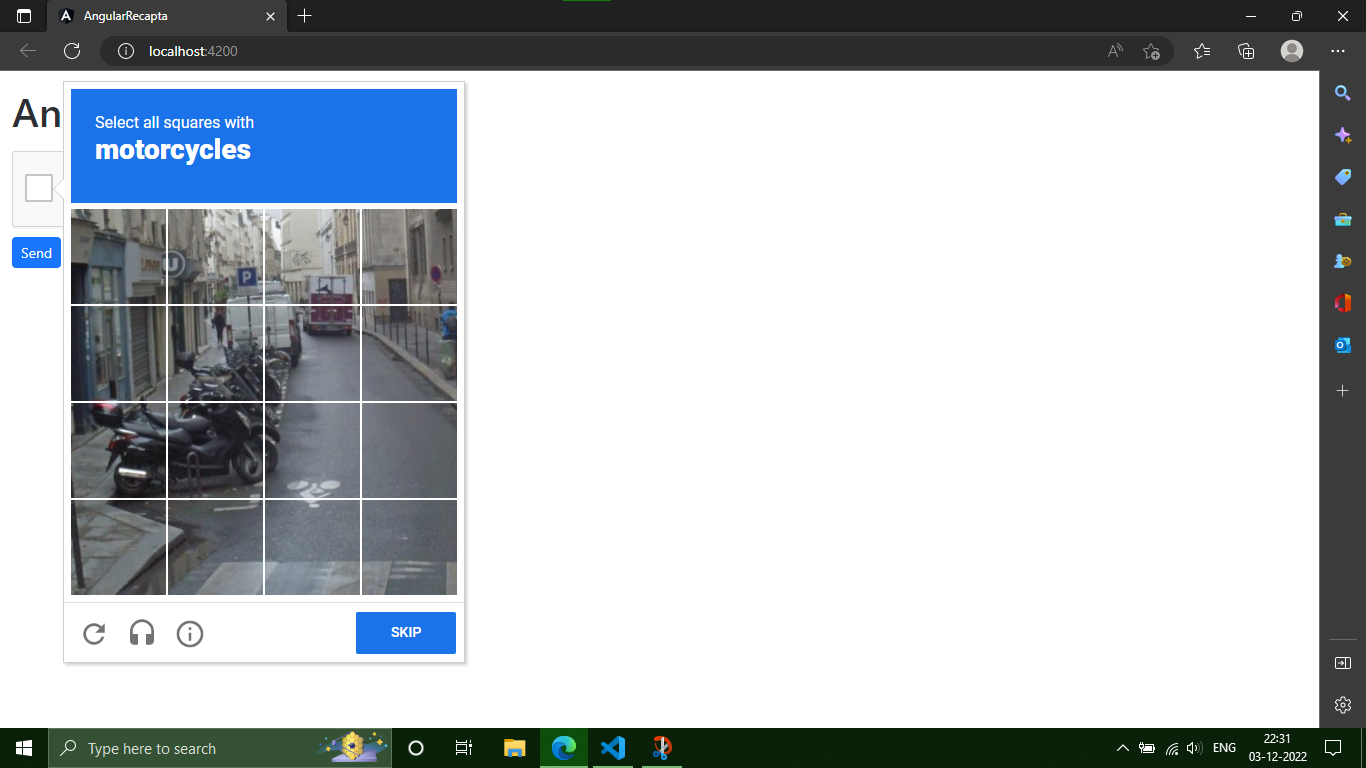 AngularRecapta
localhost:4200
An
Select all squares with
motorcycles
P
Send
SKIP
Type here to search
ENG
22:31
03-12-2022